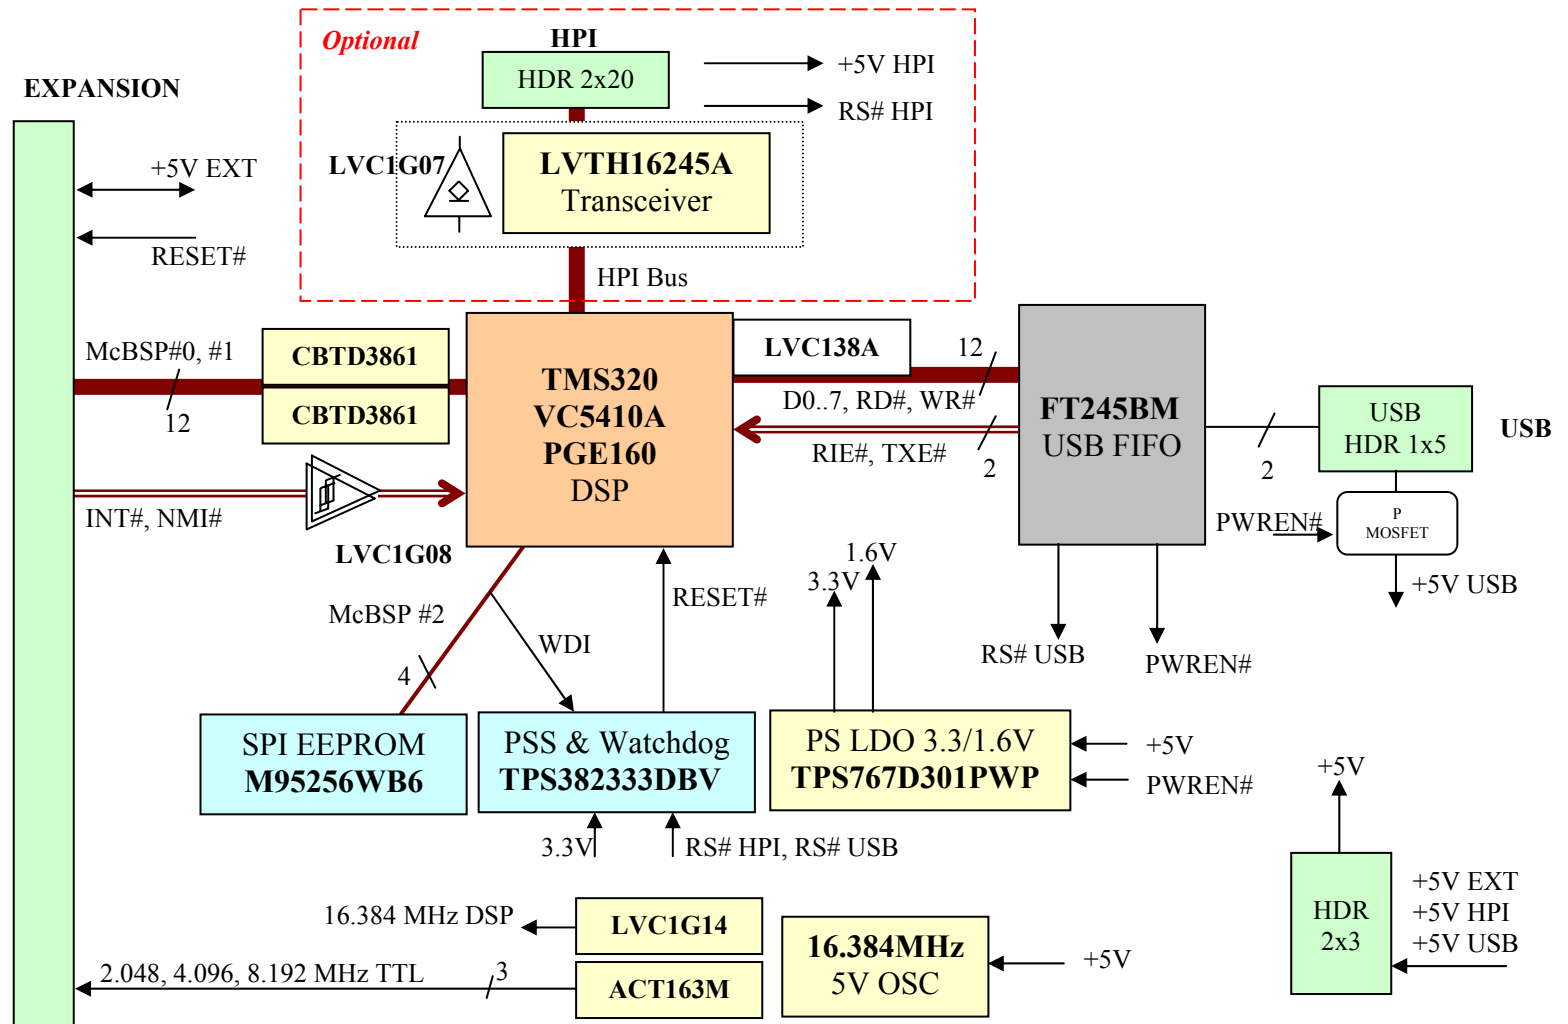 Optional
HPI
HDR 2x20
+5V HPI
RS# HPI
EXPANSION
LVC1G07
LVTH16245A
Transceiver
+5V EXT
RESET#
HPI Bus
McBSP#0, #1
12
CBTD3861
CBTD3861
TMS320
VC5410A
PGE160
DSP
LVC138A
12
D0..7, RD#, WR#
RIE#, TXE#
2
FT245BM
USB FIFO
2
USB
HDR 1x5
USB
P
MOSFET
PWREN#
+5V USB
INT#, NMI#
LVC1G08
McBSP #2
4
WDI
RESET#
3.3V
1.6V
RS# USB
PWREN#
SPI EEPROM
M95256WB6
PSS & Watchdog
TPS382333DBV
PS LDO 3.3/1.6V
TPS767D301PWP
+5V
PWREN#
3.3V
RS# HPI, RS# USB
+5V
HDR
2x3
+5V EXT
+5V HPI
+5V USB
16.384 MHz DSP
LVC1G14
2.048, 4.096, 8.192 MHz TTL
3
ACT163M
16.384MHz
5V OSC
+5V